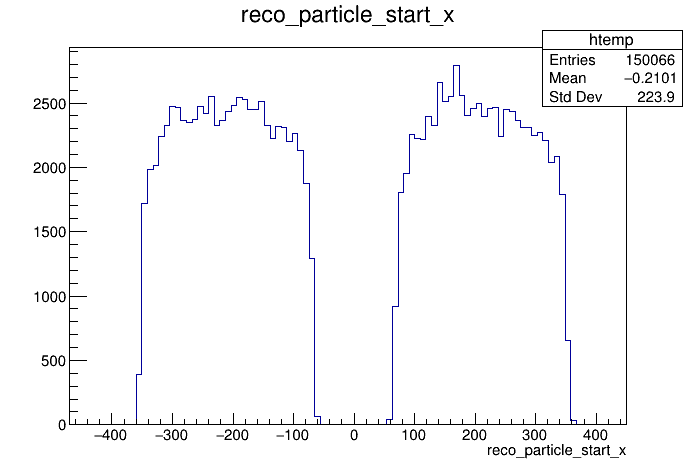 reco_particle_start_x
htemp
Entries 150066
Mean −0.2101
Std Dev 223.9
2500
2000
1500
1000
500
0
−400 −300 −200 −100 0 100 200 300 400
reco_particle_start_x